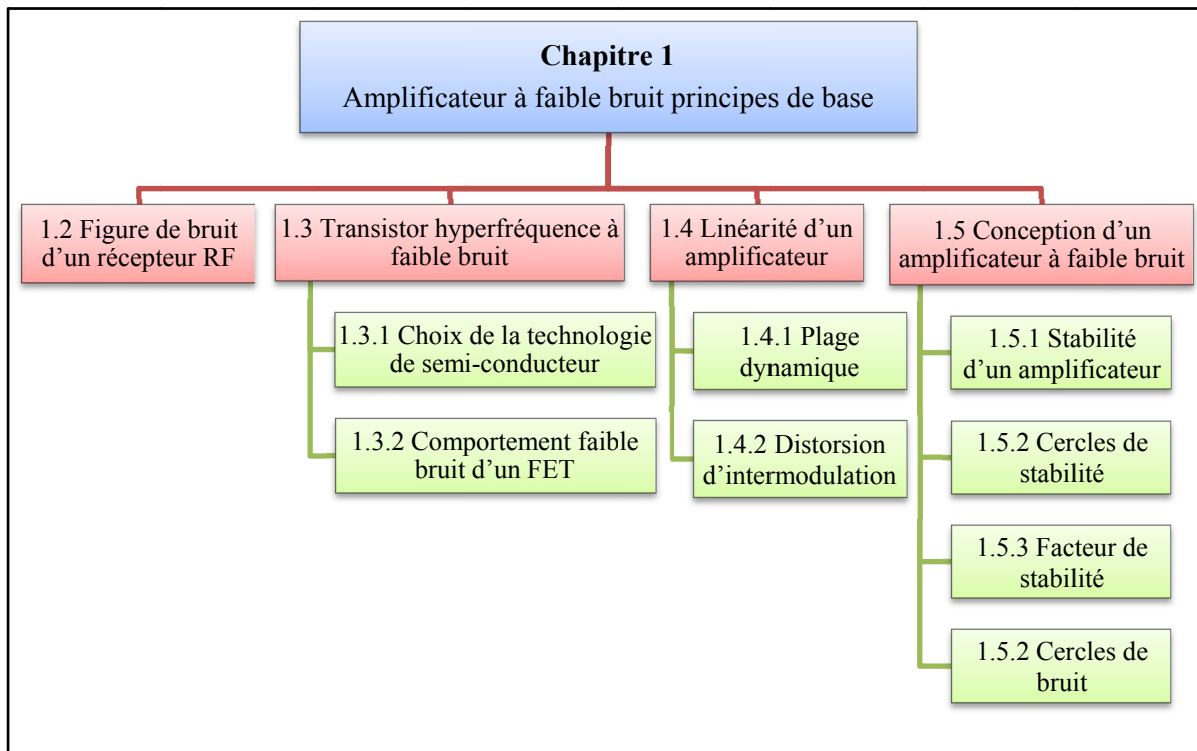 Chapitre 1
Amplificateur à faible bruit principes de base
1.2 Figure de bruit
d’un récepteur RF
1.3 Transistor hyperfréquence à
faible bruit
1.3.1 Choix de la technologie
de semi-conducteur
1.3.2 Comportement faible
bruit d’un FET
1.4 Linéarité d’un
amplificateur
1.4.1 Plage
dynamique
1.4.2 Distorsion
d’intermodulation
1.5 Conception d’un
amplificateur à faible bruit
1.5.1 Stabilité
d’un amplificateur
1.5.2 Cercles de
stabilité
1.5.3 Facteur de
stabilité
1.5.2 Cercles de
bruit